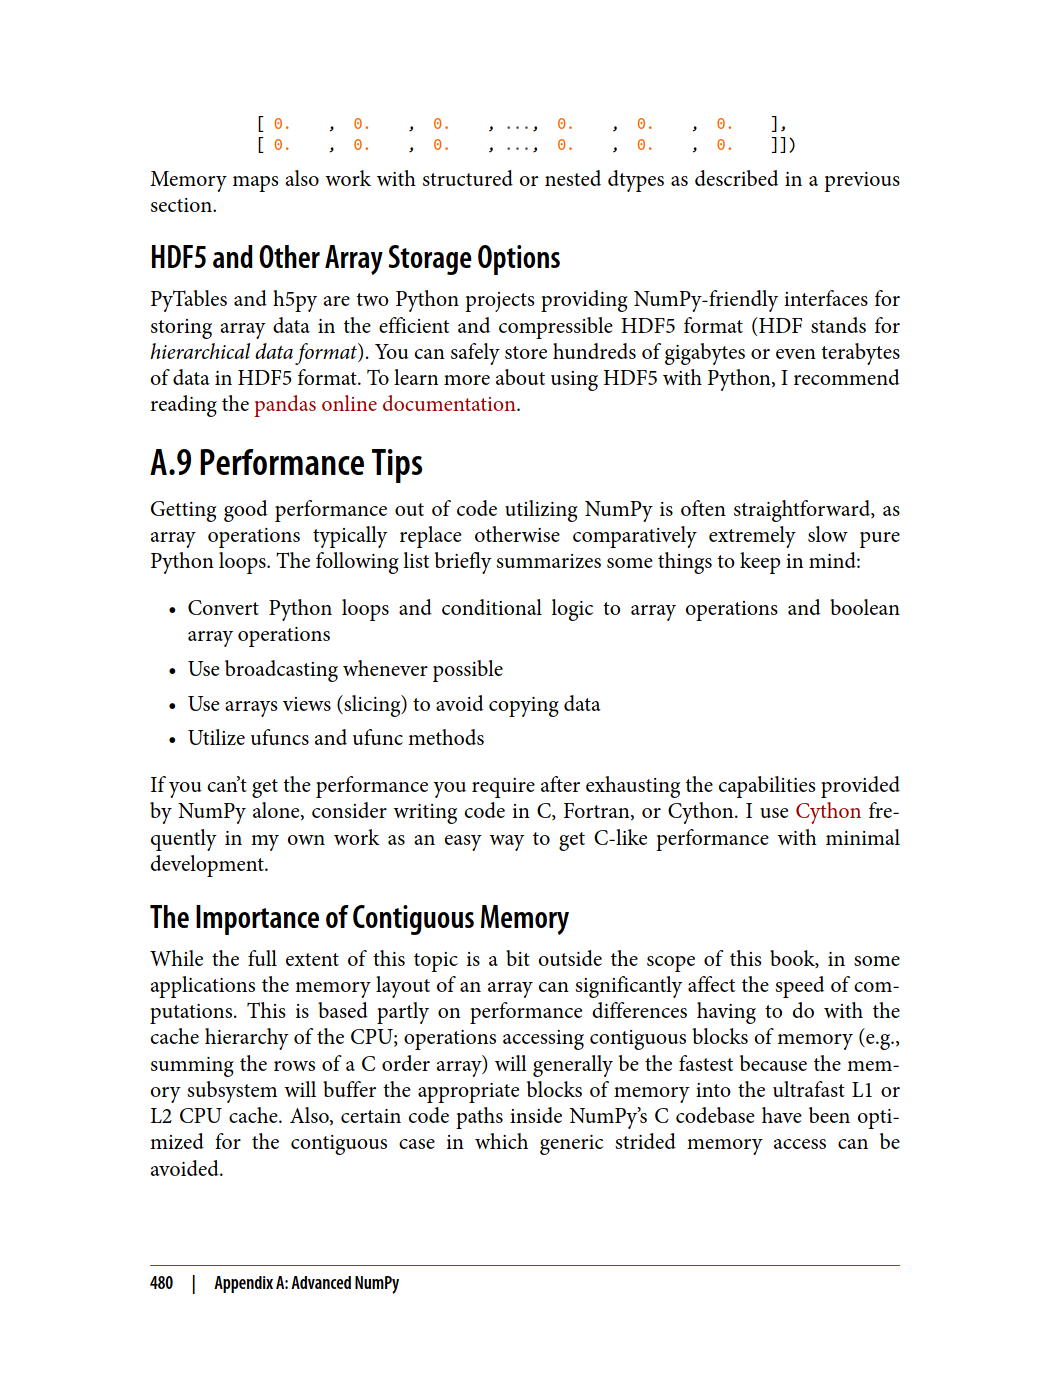 [ 0.    ,  0.    ,  0.    , ...,  0.    ,  0.    ,  0.    ],
[ 0.    ,  0.    ,  0.    , ...,  0.    ,  0.    ,  0.    ]])
Memory maps also work with structured or nested dtypes as described in a previous
section.
HDF5 and Other Array Storage Options
PyTables and h5py are two Python projects providing NumPy-friendly interfaces for
storing array data in the efficient and compressible HDF5 format (HDF stands for
hierarchical data format). You can safely store hundreds of gigabytes or even terabytes
of data in HDF5 format. To learn more about using HDF5 with Python, I recommend
reading the pandas online documentation.
A.9 Performance Tips
Getting good performance out of code utilizing NumPy is often straightforward, as
array operations typically replace otherwise comparatively extremely slow pure
Python loops. The following list briefly summarizes some things to keep in mind:
• Convert Python loops and conditional logic to array operations and boolean
array operations
• Use broadcasting whenever possible
• Use arrays views (slicing) to avoid copying data
• Utilize ufuncs and ufunc methods
If you can’t get the performance you require after exhausting the capabilities provided
by NumPy alone, consider writing code in C, Fortran, or Cython. I use Cython fre-
quently in my own work as an easy way to get C-like performance with minimal
development.
The Importance of Contiguous Memory
While the full extent of this topic is a bit outside the scope of this book, in some
applications the memory layout of an array can significantly affect the speed of com-
putations. This is based partly on performance differences having to do with the
cache hierarchy of the CPU; operations accessing contiguous blocks of memory (e.g.,
summing the rows of a C order array) will generally be the fastest because the mem-
ory subsystem will buffer the appropriate blocks of memory into the ultrafast L1 or
L2 CPU cache. Also, certain code paths inside NumPy’s C codebase have been opti-
mized for the contiguous case in which generic strided memory access can be
avoided.
480 | Appendix A: Advanced NumPy